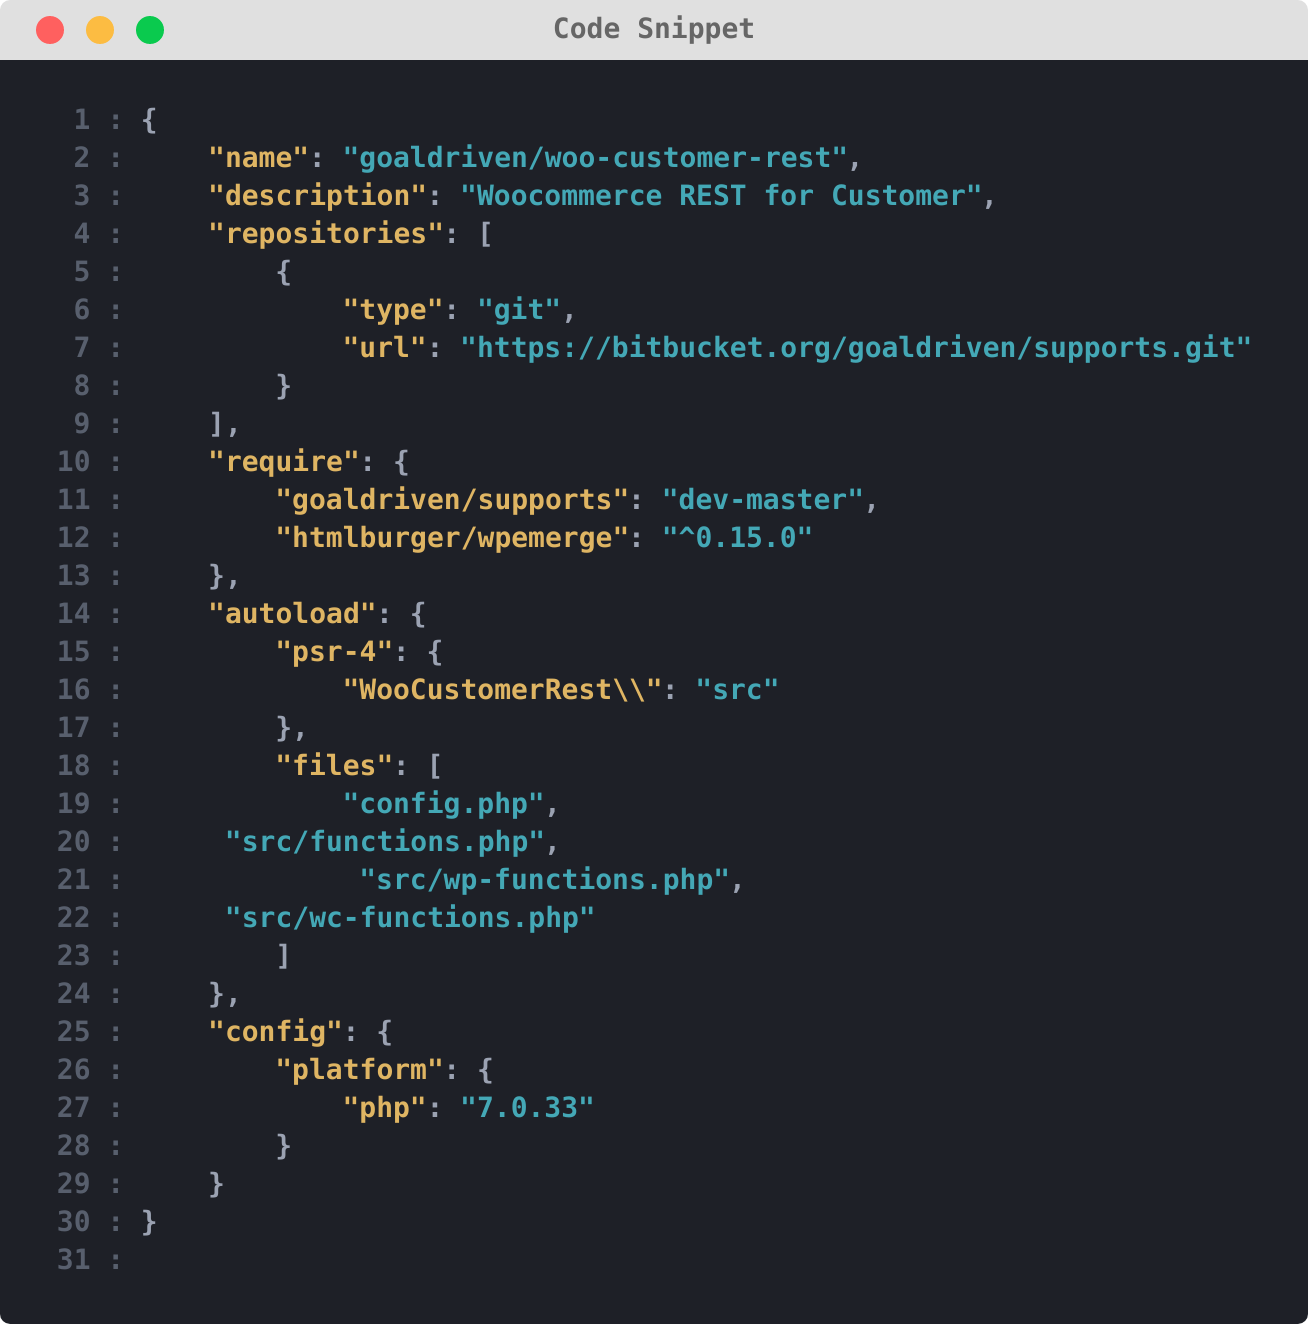 Code Snippet
1 : {
2 :     "name": "goaldriven/woo-customer-rest",
3 :     "description": "Woocommerce REST for Customer",
4 :     "repositories": [
5 :         {
6 :             "type": "git",
7 :             "url": "https://bitbucket.org/goaldriven/supports.git"
8 :         }
9 :     ],
10 :     "require": {
11 :         "goaldriven/supports": "dev-master",
12 :         "htmlburger/wpemerge": "^0.15.0"
13 :     },
14 :     "autoload": {
15 :         "psr-4": {
16 :             "WooCustomerRest\\": "src"
17 :         },
18 :         "files": [
19 :             "config.php",
20 :      "src/functions.php",
21 :              "src/wp-functions.php",
22 :      "src/wc-functions.php"
23 :         ]
24 :     },
25 :     "config": {
26 :         "platform": {
27 :             "php": "7.0.33"
28 :         }
29 :     }
30 : }
31 :